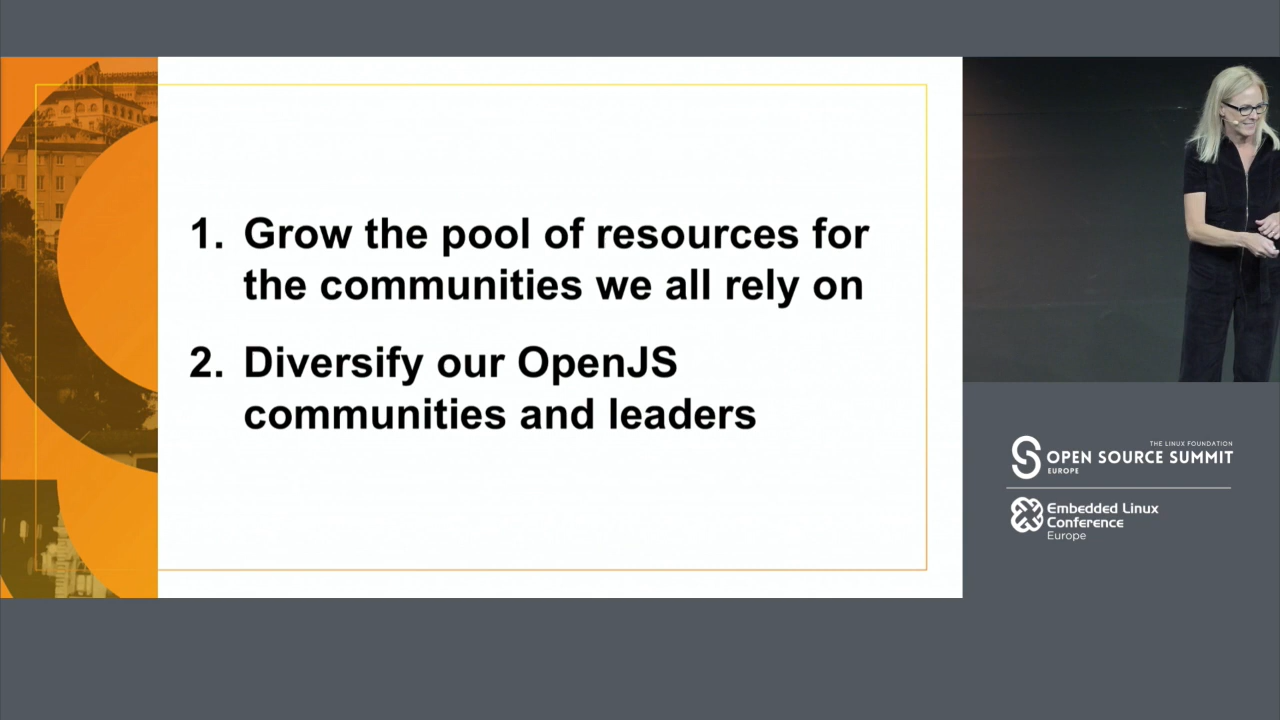 1. Grow the pool of resources for
the communities we all rely on
2. Diversify our OpenJS
communities and leaders
THE LINUX FOUNDATION
OPEN SOURCE SUMMIT
EUROPE
Embedded Linux
Conference
Europe